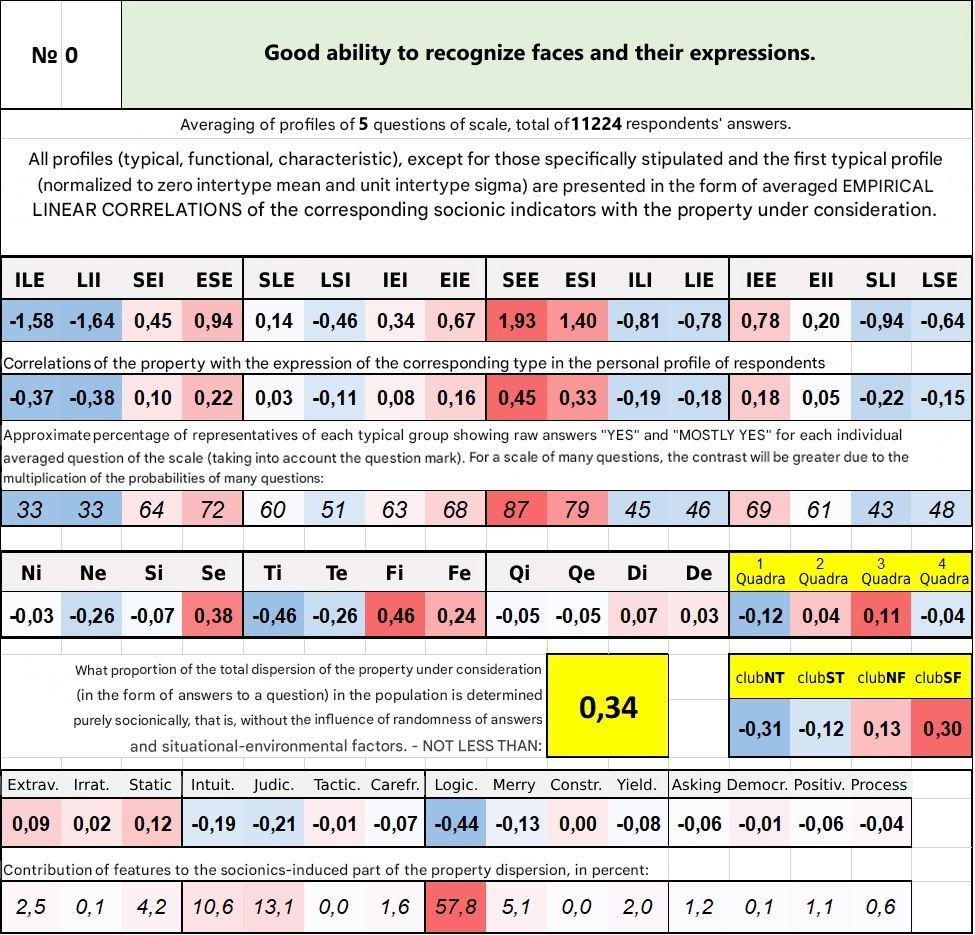 № 0
Good ability to recognize faces and their expressions.
Averaging of profiles of 5 questions of scale, total of 11224 respondents' answers.
All profiles (typical, functional, characteristic), except for those specifically stipulated and the first typical profile
(normalized to zero intertype mean and unit intertype sigma) are presented in the form of averaged EMPIRICAL
LINEAR CORRELATIONS of the corresponding socionic indicators with the property under consideration.
ILE LII SEI ESE SLE LSI IEI EIE SEE ESI ILI LIE IEE EII SLI LSE
-1,58 -1,64 0,45 0,94 0,14 -0,46 0,34 0,67 1,93 1,40 -0,81 -0,78 0,78 0,20 -0,94 -0,64
Correlations of the property with the expression of the corresponding type in the personal profile of respondents
-0,37 -0,38 0,10 0,22 0,03 -0,11 0,08 0,16 0,45 0,33 -0,19 -0,18 0,18 0,05 -0,22 -0,15
Approximate percentage of representatives of each typical group showing raw answers "YES" and "MOSTLY YES" for each individual
averaged question of the scale (taking into account the question mark). For a scale of many questions, the contrast will be greater due to the
multiplication of the probabilities of many questions:
33 33 64 72 60 51 63 68 87 79 45 46 69 61 43 48
Ni Ne Si Se Ti Te Fi Fe Qi Qe Di De 1 Quadra 2 Quadra 3 Quadra 4 Quadra
-0,03 -0,26 -0,07 0,38 -0,46 -0,26 0,46 0,24 -0,05 -0,05 0,07 0,03 -0,12 0,04 0,11 -0,04
What proportion of the total dispersion of the property under consideration
(in the form of answers to a question) in the population is determined
purely socionically, that is, without the influence of randomness of answers
and situational-environmental factors. - NOT LESS THAN:
0,34
clubNT clubST clubNF clubSF
-0,31 -0,12 0,13 0,30
Extrav. Irrat. Static Intuit. Judic. Tactic. Carefr. Logic. Merry Constr. Yield. Asking Democr. Positiv. Process
0,09 0,02 0,12 -0,19 -0,21 -0,01 -0,07 -0,44 -0,13 0,00 -0,08 -0,06 -0,01 -0,06 -0,04
Contribution of features to the socionics-induced part of the property dispersion, in percent:
2,5 0,1 4,2 10,6 13,1 0,0 1,6 57,8 5,1 0,0 2,0 1,2 0,1 1,1 0,6